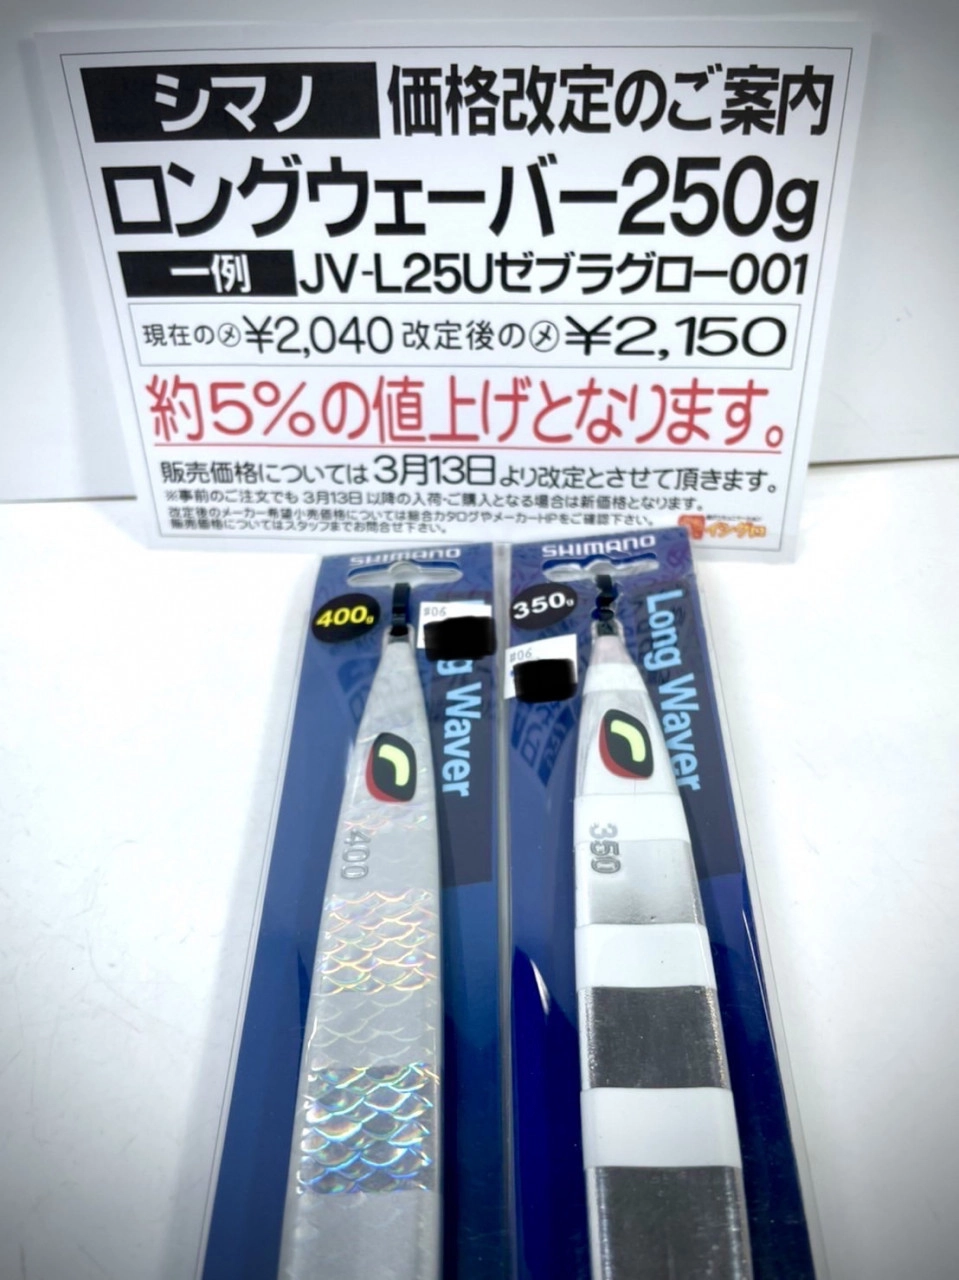 シマノ 価格改定のご案内
ロングウェーバー250g
一例 JV-L25Uゼブラグロー001
現在の㋱¥2,040 改定後の㋱¥2,150
約5%の値上げとなります。
販売価格については3月13日より改定とさせて頂きます。
※事前のご注文でも3月13日以降の入荷・ご購入となる場合は新価格となります。
改定後のメーカー希望小売価格については総合カタログやメーカーHPをご確認下さい。
販売価格についてはスタッフまでお問合せ下さい。
イシグロ
SHIMANO
400g
#06
g Waver
400
SHIMANO
350g
#06
Long Waver
350